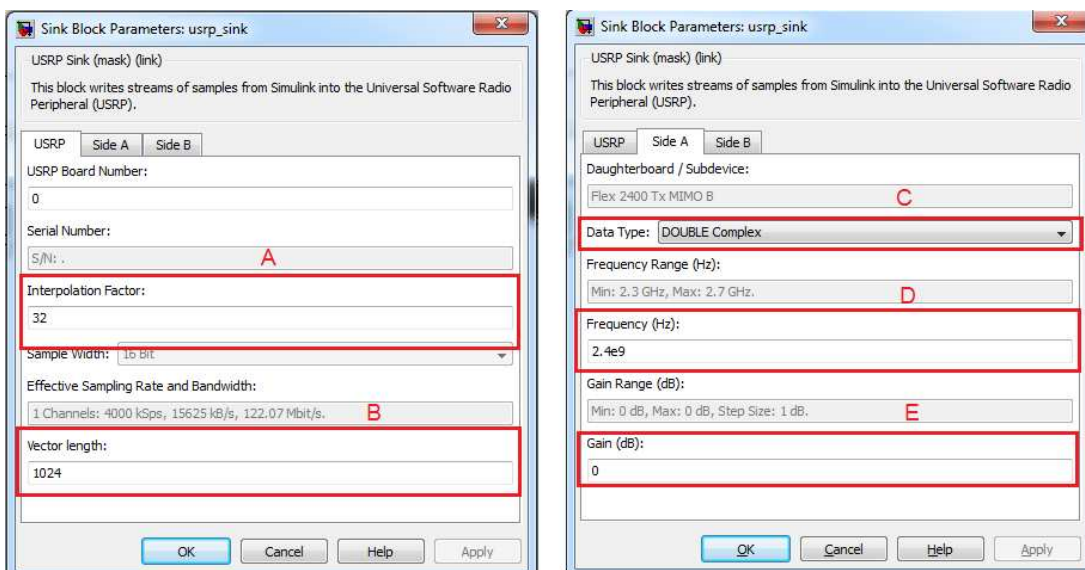 Sink Block Parameters: usrp_sink
USRP Sink (mask) (link)
This block writes streams of samples from Simulink into the Universal Software Radio
Peripheral (USRP).
USRP Side A Side B
USRP Board Number:
0
Serial Number:
S/N: . A
Interpolation Factor:
32
Sample Width: 16 Bit
Effective Sampling Rate and Bandwidth:
1 Channels: 4000 kSps, 15625 kB/s, 122.07 Mbit/s. B
Vector length:
1024
OK Cancel Help Apply
Sink Block Parameters: usrp_sink
USRP Sink (mask) (link)
This block writes streams of samples from Simulink into the Universal Software Radio
Peripheral (USRP).
USRP Side A Side B
Daughterboard / Subdevice:
Flex 2400 Tx MIMO B C
Data Type: DOUBLE Complex
Frequency Range (Hz):
Min: 2.3 GHz, Max: 2.7 GHz. D
Frequency (Hz):
2.4e9
Gain Range (dB):
Min: 0 dB, Max: 0 dB, Step Size: 1 dB. E
Gain (dB):
0
OK Cancel Help Apply